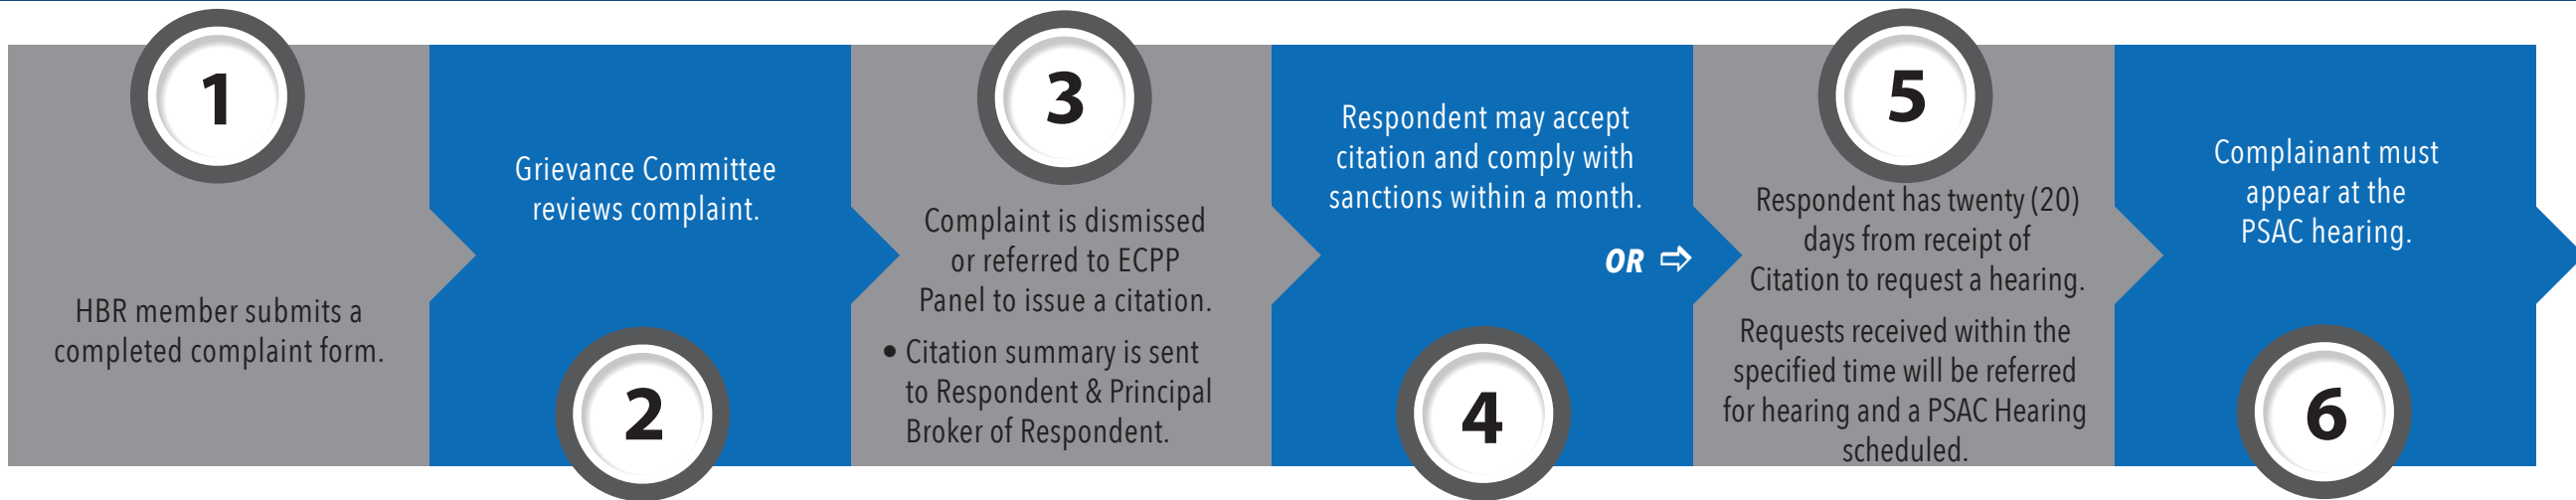 1
HBR member submits a
completed complaint form.
Grievance Committee
reviews complaint.
2
3
Complaint is dismissed
or referred to ECPP
Panel to issue a citation.
• Citation summary is sent
to Respondent & Principal
Broker of Respondent.
Respondent may accept
citation and comply with
sanctions within a month.
OR ⇨
4
5
Respondent has twenty (20)
days from receipt of
Citation to request a hearing.
Requests received within the
specified time will be referred
for hearing and a PSAC Hearing
scheduled.
Complainant must
appear at the
PSAC hearing.
6